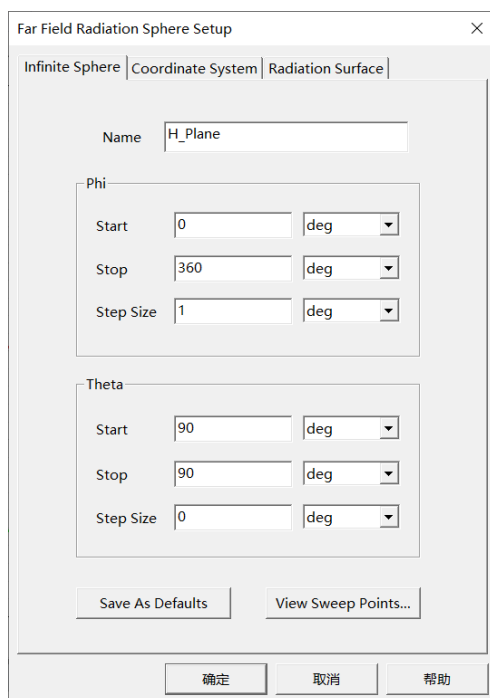 Far Field Radiation Sphere Setup
Infinite Sphere Coordinate System Radiation Surface
Name H_Plane
Phi
Start 0 deg
Stop 360 deg
Step Size 1 deg
Theta
Start 90 deg
Stop 90 deg
Step Size 0 deg
Save As Defaults View Sweep Points...
确定 取消 帮助